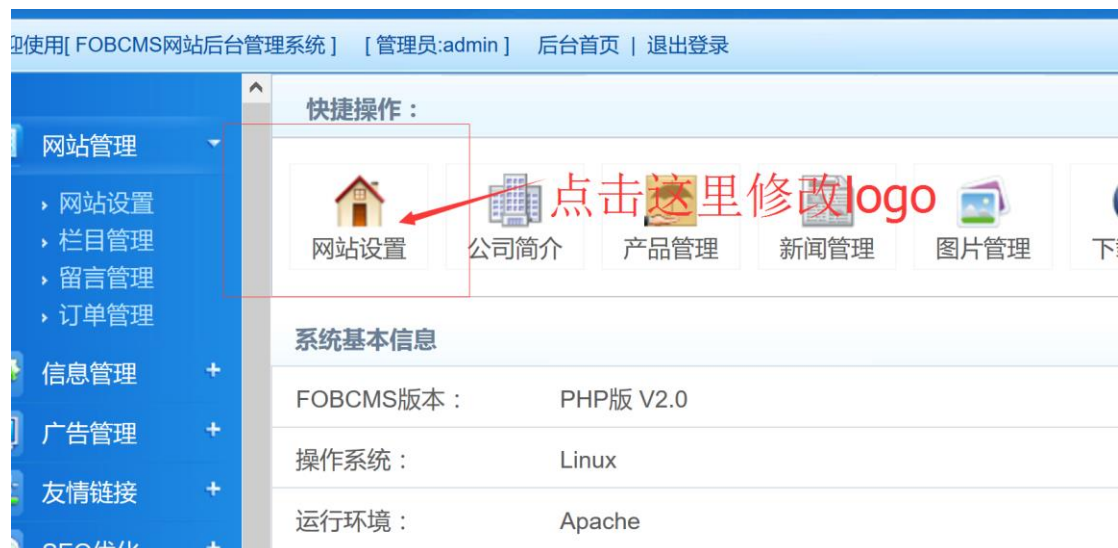 迎使用[ FOBCMS网站后台管理系统 ] [ 管理员:admin ] 后台首页 | 退出登录
快捷操作：
网站管理
网站设置
栏目管理
留言管理
订单管理
信息管理
广告管理
友情链接
SEO优化
点击这里修改logo
网站设置 公司简介 产品管理 新闻管理 图片管理 下
系统基本信息
FOBCMS版本： PHP版 V2.0
操作系统： Linux
运行环境： Apache